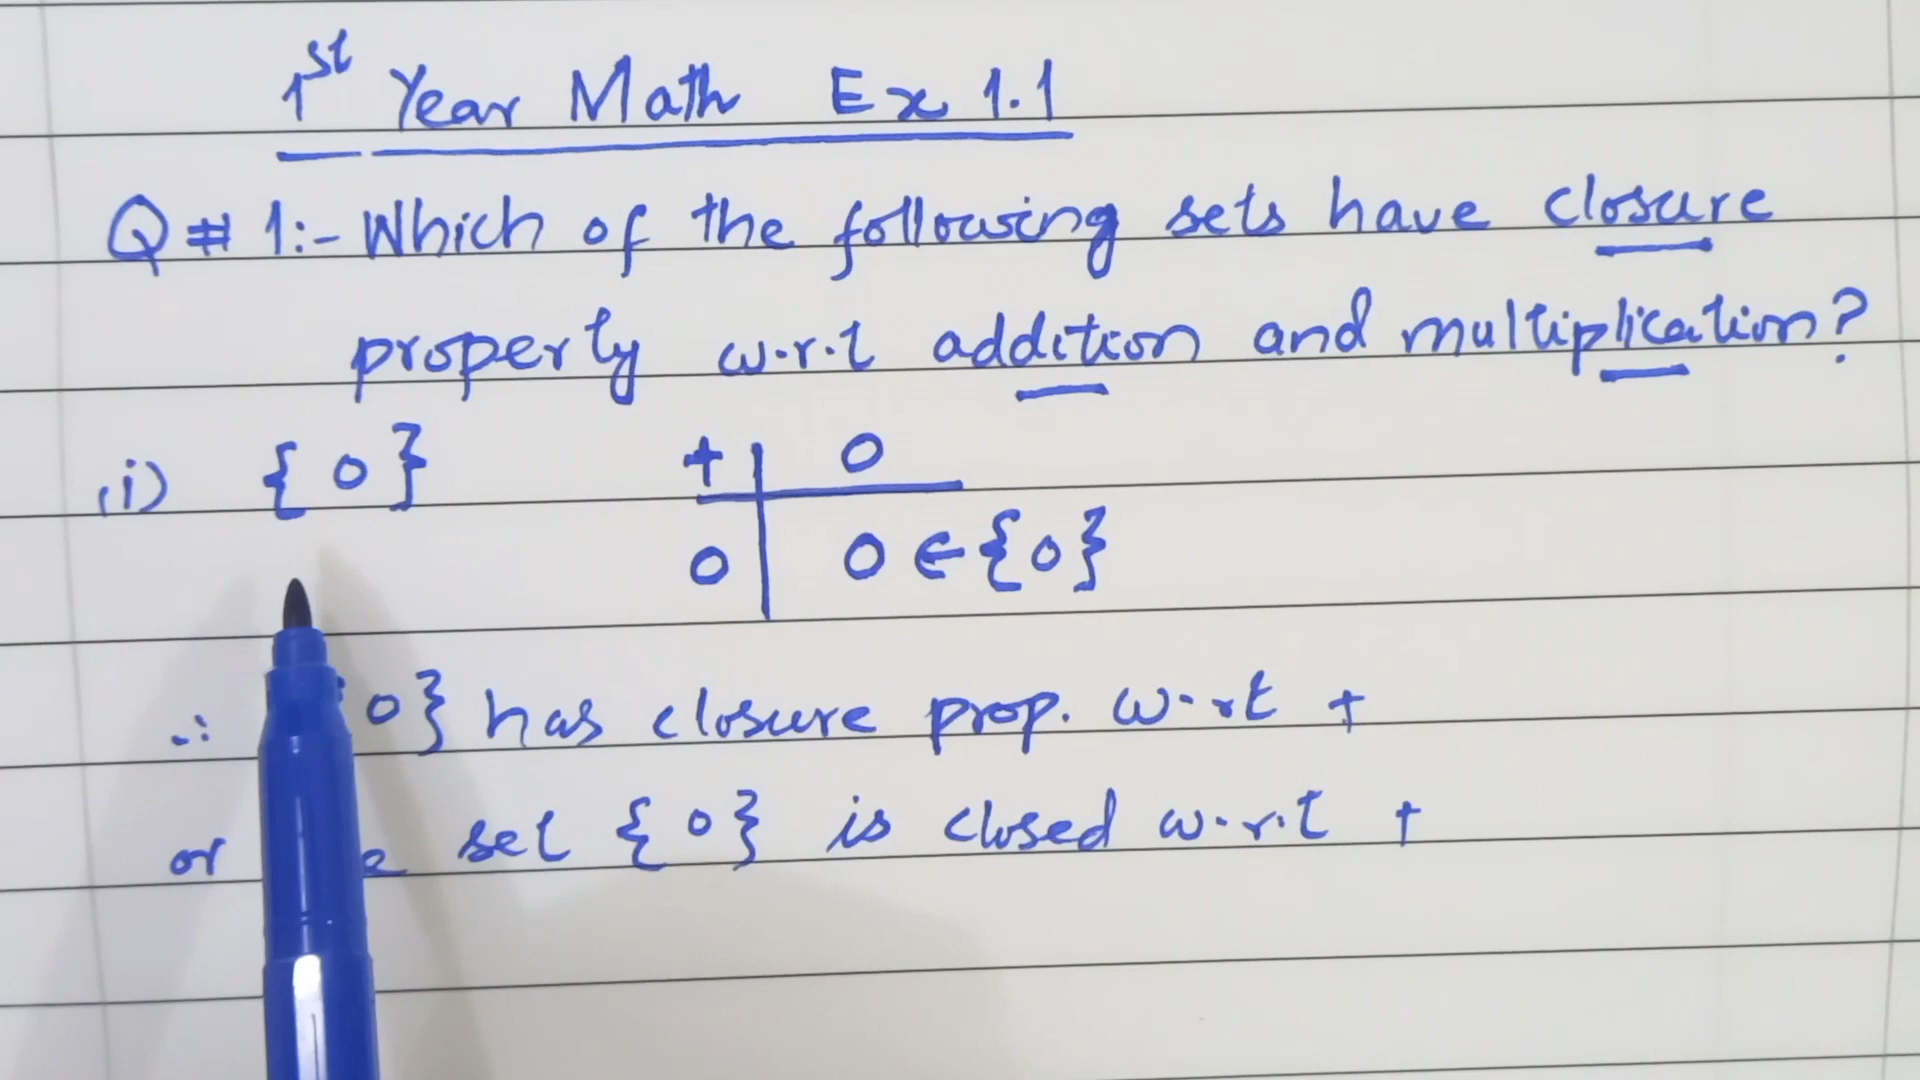 1st Year Math Ex 1.1
Q # 1:- Which of the following sets have closure
property w.r.t addition and multiplication?
(i) { 0 }
+ | 0
0 | 0 ∈ {0}
∴ 0} has closure prop. w.r.t +
or set {0} is closed w.r.t +